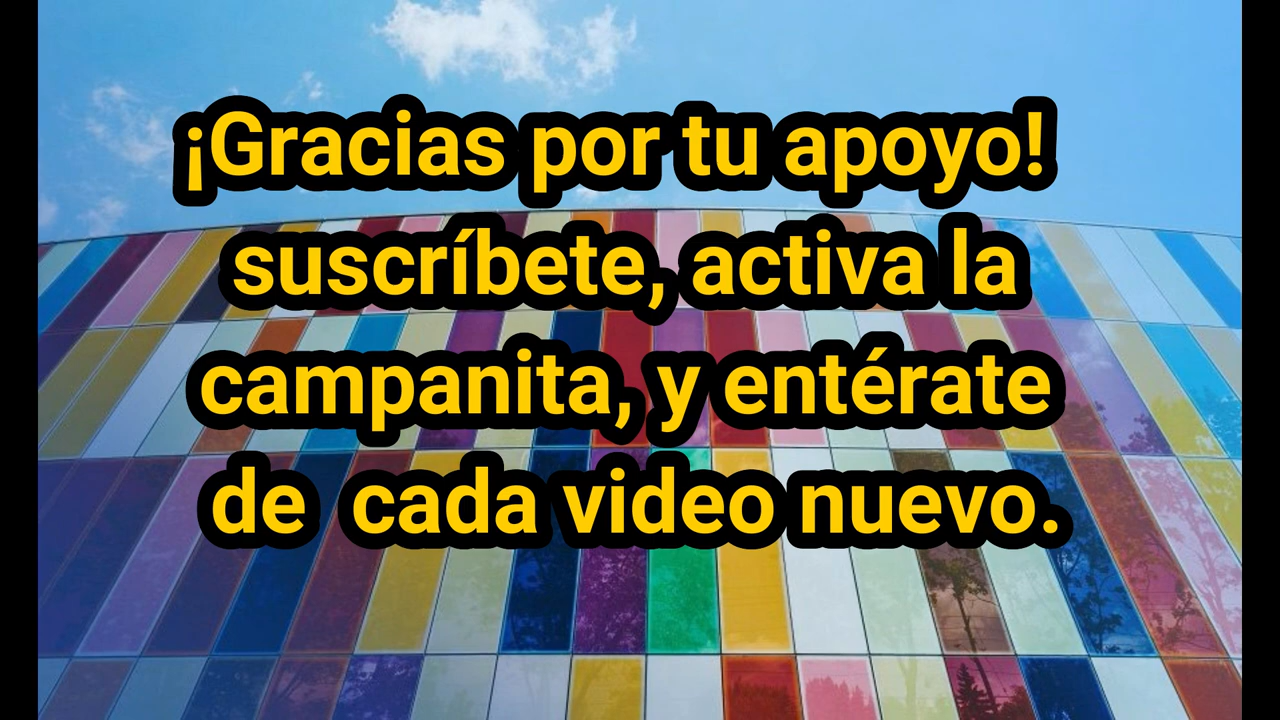 ¡Gracias por tu apoyo!
suscríbete, activa la
campanita, y entérate
de  cada video nuevo.